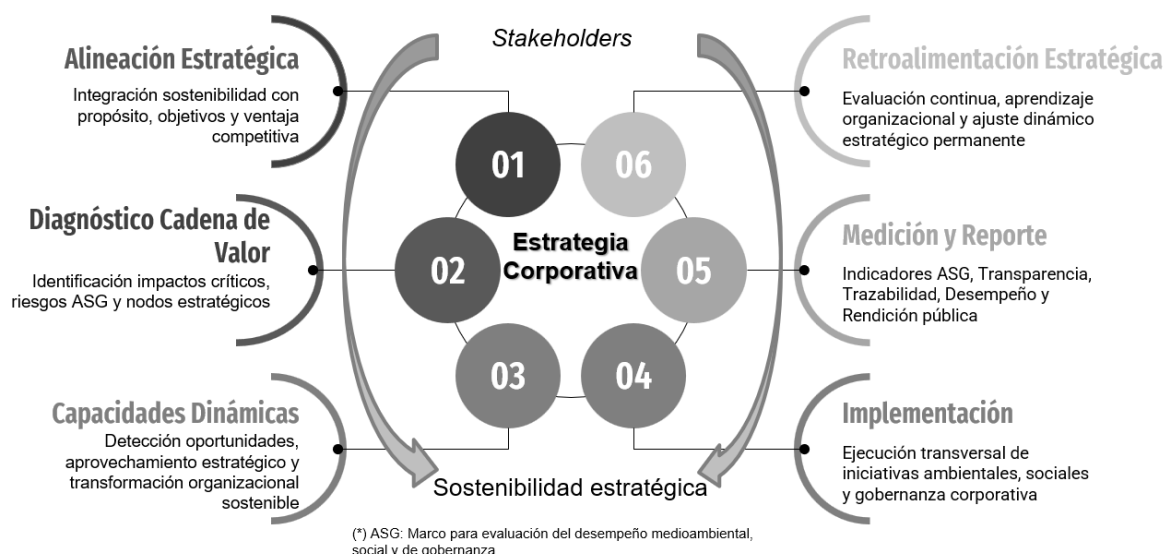 Stakeholders
Alineación Estratégica
Integración sostenibilidad con
propósito, objetivos y ventaja
competitiva
Diagnóstico Cadena de
Valor
Identificación impactos críticos,
riesgos ASG y nodos estratégicos
Capacidades Dinámicas
Detección oportunidades,
aprovechamiento estratégico y
transformación organizacional
sostenible
01
02
03
Estrategia
Corporativa
06
05
04
Retroalimentación Estratégica
Evaluación continua, aprendizaje
organizacional y ajuste dinámico
estratégico permanente
Medición y Reporte
Indicadores ASG, Transparencia,
Trazabilidad, Desempeño y
Rendición pública
Implementación
Ejecución transversal de
iniciativas ambientales, sociales
y gobernanza corporativa
Sostenibilidad estratégica
(*) ASG: Marco para evaluación del desempeño medioambiental,
social y de gobernanza